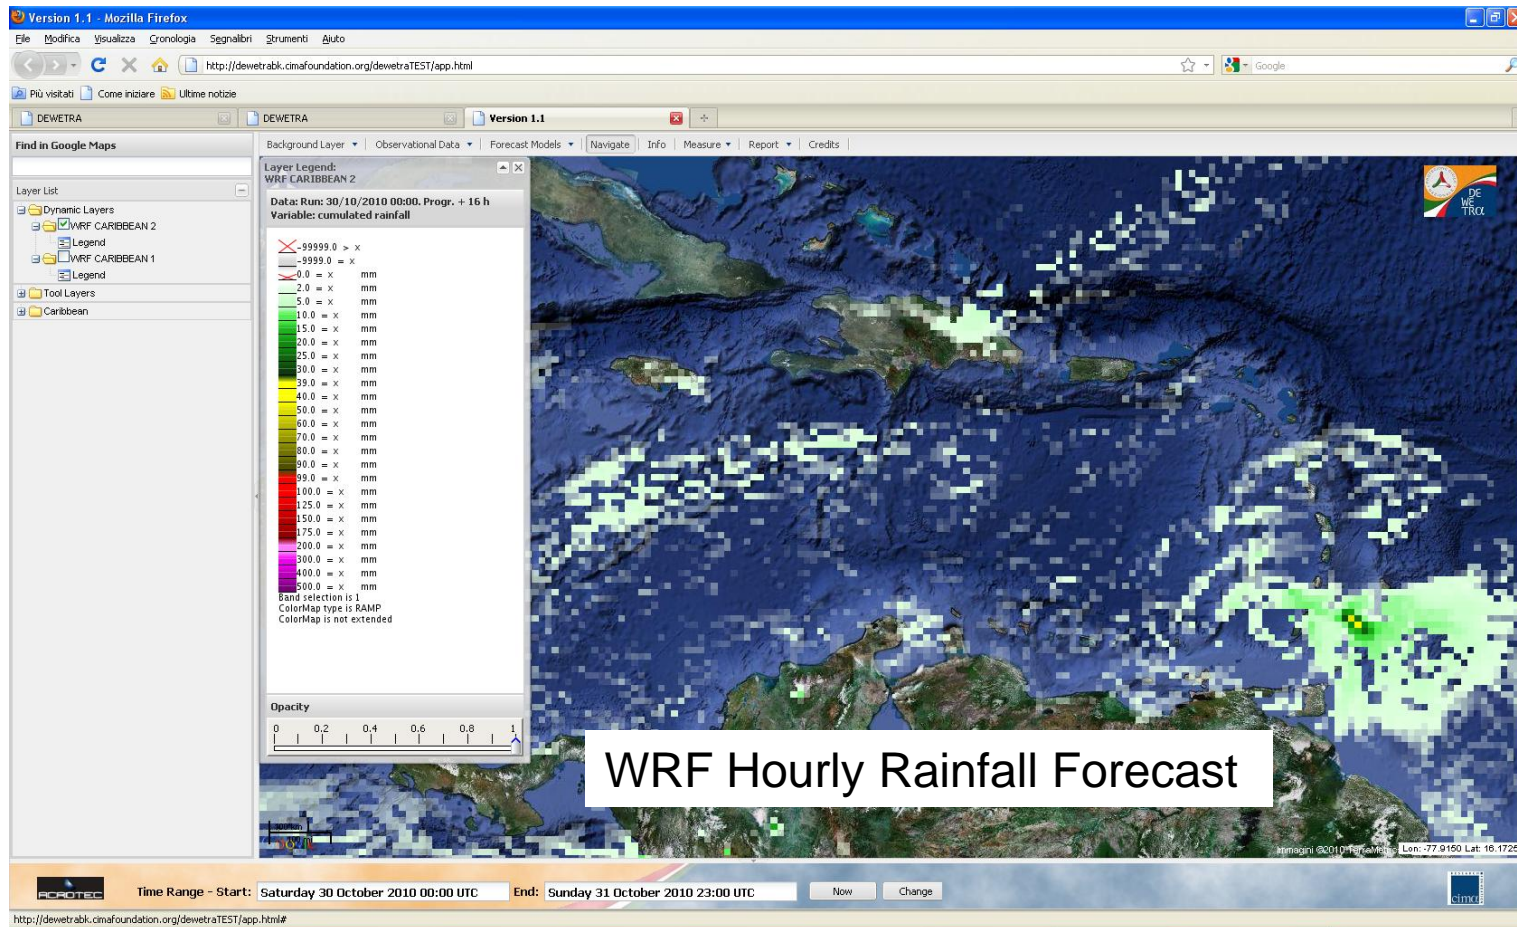 Version 1.1 - Mozilla Firefox
File Modifica Visualizza Cronologia Segnalibri Strumenti Aiuto
http://dewetrabk.cimafoundation.org/dewetraTEST/app.html
Google
Più visitati Come iniziare Ultime notizie
DEWETRA DEWETRA Version 1.1
Find in Google Maps
Background Layer Observational Data Forecast Models Navigate Info Measure Report Credits
Layer List
Dynamic Layers
WRF CARIBBEAN 2
Legend
WRF CARIBBEAN 1
Legend
Tool Layers
Caribbean
Layer Legend:
WRF CARIBBEAN 2
Data: Run: 30/10/2010 00:00. Progr. + 16 h
Variable: cumulated rainfall
-99999.0 > x
-9999.0 = x
0.0 = x mm
2.0 = x mm
5.0 = x mm
10.0 = x mm
15.0 = x mm
20.0 = x mm
25.0 = x mm
30.0 = x mm
39.0 = x mm
40.0 = x mm
50.0 = x mm
60.0 = x mm
70.0 = x mm
80.0 = x mm
90.0 = x mm
99.0 = x mm
100.0 = x mm
125.0 = x mm
150.0 = x mm
175.0 = x mm
200.0 = x mm
300.0 = x mm
400.0 = x mm
500.0 = x mm
Band selection is 1
ColorMap type is RAMP
ColorMap is not extended
Opacity
0 0.2 0.4 0.6 0.8 1
DE
WE
TRA
WRF Hourly Rainfall Forecast
Immagini ©2010 TerraMetrics
Lon: -77.9150 Lat: 16.1725
ACROTEC
Time Range - Start: Saturday 30 October 2010 00:00 UTC End: Sunday 31 October 2010 23:00 UTC Now Change
cima
http://dewetrabk.cimafoundation.org/dewetraTEST/app.html#